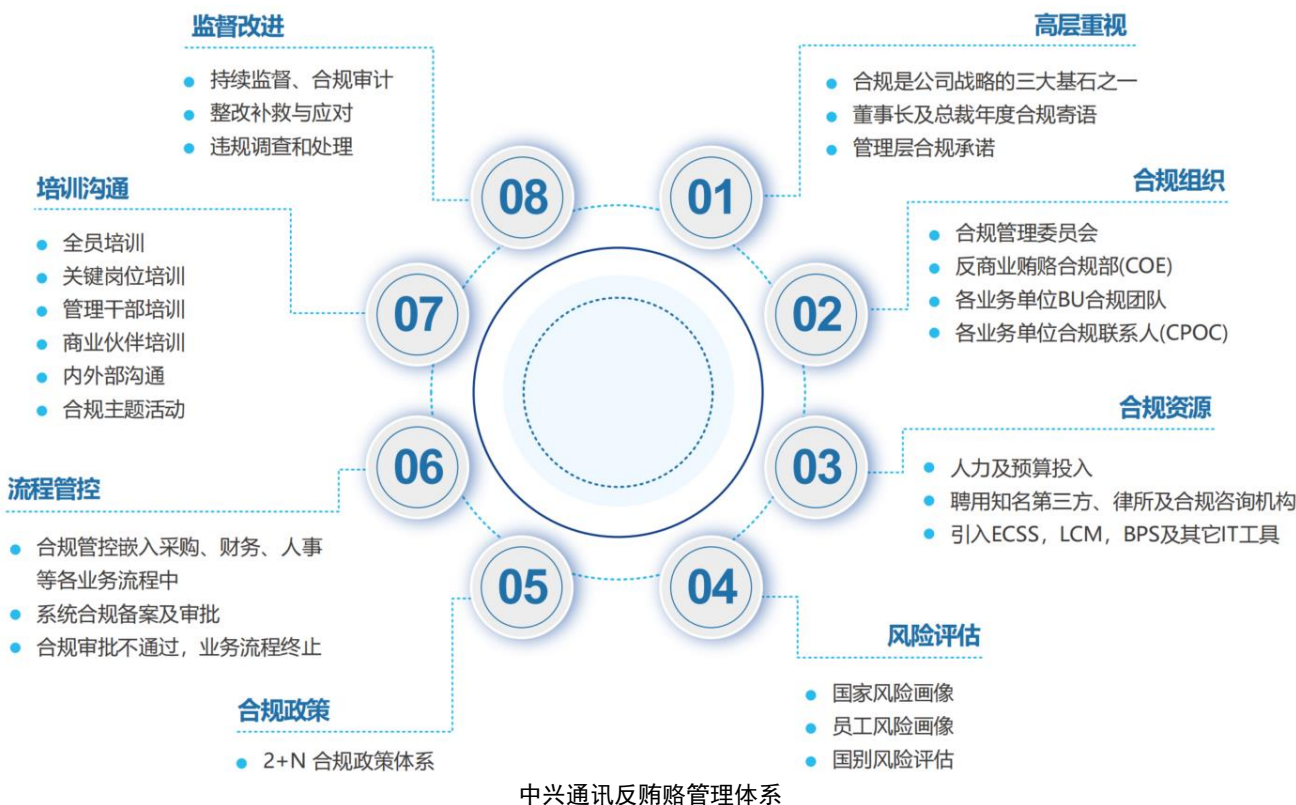 高层重视
合规是公司战略的三大基石之一
董事长及总裁年度合规寄语
管理层合规承诺
01
合规组织
合规管理委员会
反商业贿赂合规部(COE)
各业务单位BU合规团队
各业务单位合规联系人(CPOC)
02
合规资源
人力及预算投入
聘用知名第三方、律所及合规咨询机构
引入ECSS，LCM，BPS及其它IT工具
03
风险评估
国家风险画像
员工风险画像
国别风险评估
04
合规政策
2+N 合规政策体系
05
流程管控
合规管控嵌入采购、财务、人事
等各业务流程中
系统合规备案及审批
合规审批不通过，业务流程终止
06
培训沟通
全员培训
关键岗位培训
管理干部培训
商业伙伴培训
内外部沟通
合规主题活动
07
监督改进
持续监督、合规审计
整改补救与应对
违规调查和处理
08
中兴通讯反贿赂管理体系